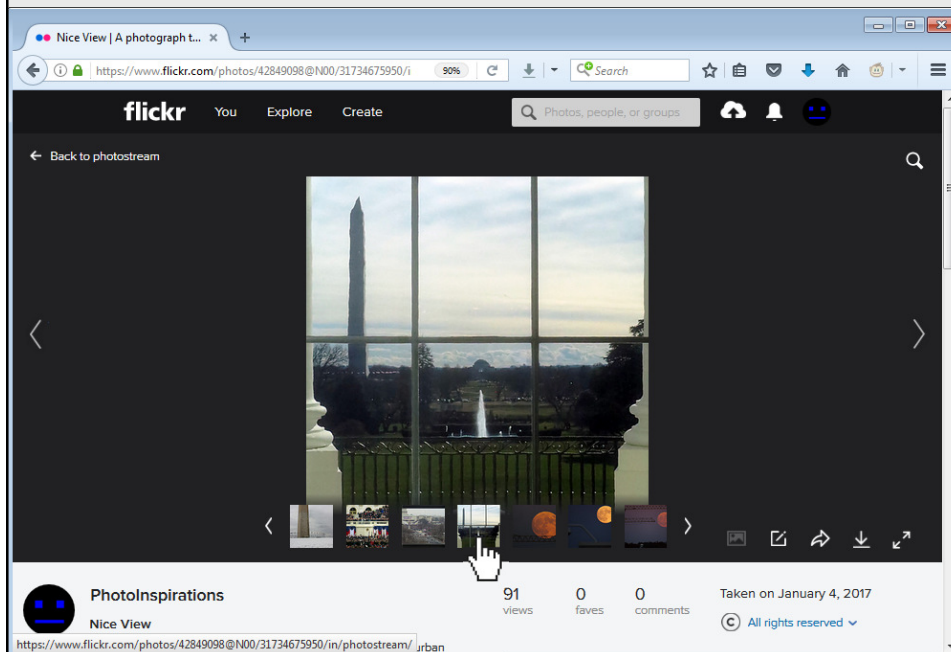 Nice View | A photograph t...
https://www.flickr.com/photos/42849098@N00/31734675950/i
90%
Search
flickr
You
Explore
Create
Photos, people, or groups
Back to photostream
PhotoInspirations
Nice View
91
views
0
faves
0
comments
Taken on January 4, 2017
All rights reserved
https://www.flickr.com/photos/42849098@N00/31734675950/in/photostream/
urban